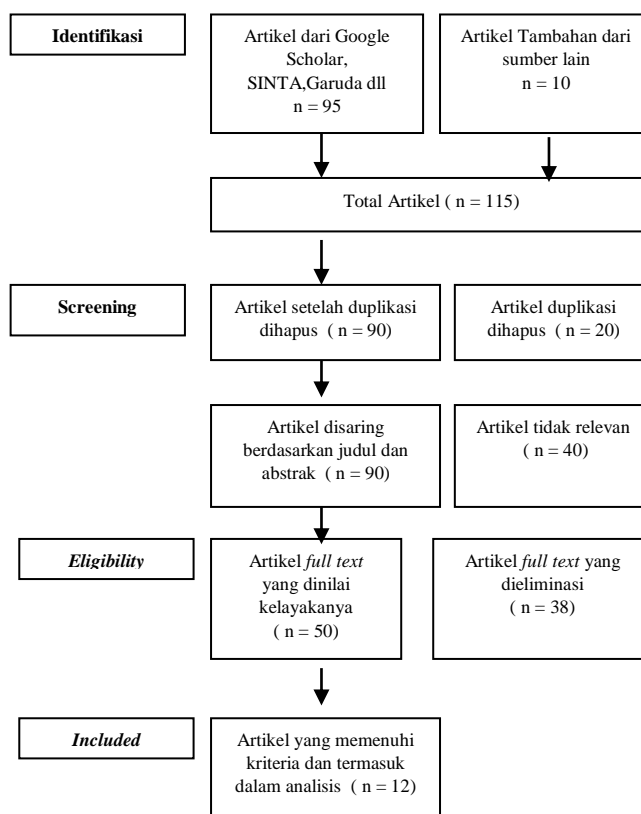 Identifikasi
Artikel dari Google
Scholar,
SINTA,Garuda dll
n = 95
Artikel Tambahan dari
sumber lain
n = 10
Total Artikel ( n = 115)
Screening
Artikel setelah duplikasi
dihapus ( n = 90)
Artikel duplikasi
dihapus ( n = 20)
Artikel disaring
berdasarkan judul dan
abstrak ( n = 90)
Artikel tidak relevan
( n = 40)
Eligibility
Artikel full text
yang dinilai
kelayakanya
( n = 50)
Artikel full text yang
dieliminasi
( n = 38)
Included
Artikel yang memenuhi
kriteria dan termasuk
dalam analisis ( n = 12)